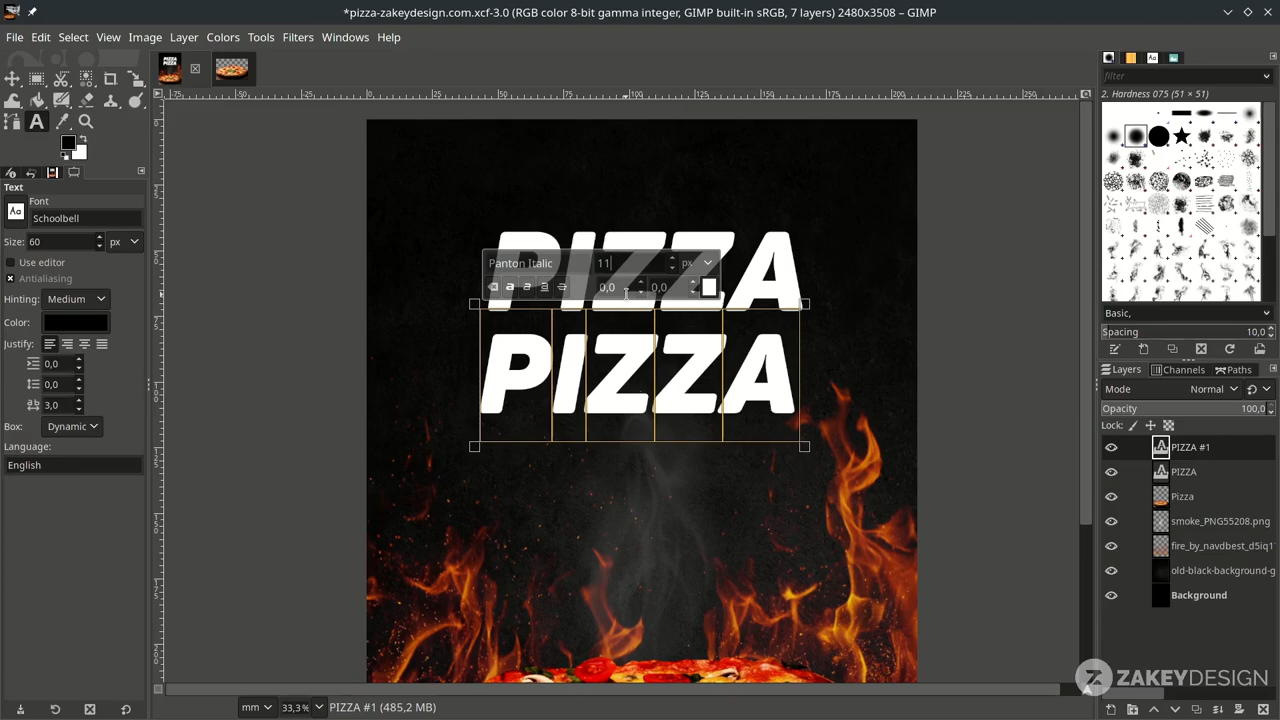 *pizza-zakeydesign.com.xcf-3.0 (RGB color 8-bit gamma integer, GIMP built-in sRGB, 7 layers) 2480x3508 – GIMP
File Edit Select View Image Layer Colors Tools Filters Windows Help
filter
2. Hardness 075 (51 × 51)
Text
Font
Aa Schoolbell
Size: 60 px
Use editor
Antialiasing
Hinting: Medium
Color:
Justify:
0,0
0,0
3,0
Box: Dynamic
Language:
English
PIZZA
Panton Italic 11 px
0,0 0,0
PIZZA
Basic,
Spacing 10,0
Layers Channels Paths
Mode Normal
Opacity 100,0
Lock:
PIZZA #1
PIZZA
Pizza
smoke_PNG55208.png
fire_by_navdbest_d5iq1
old-black-background-g
Background
ZAKEYDESIGN
mm 33,3% PIZZA #1 (485,2 MB)